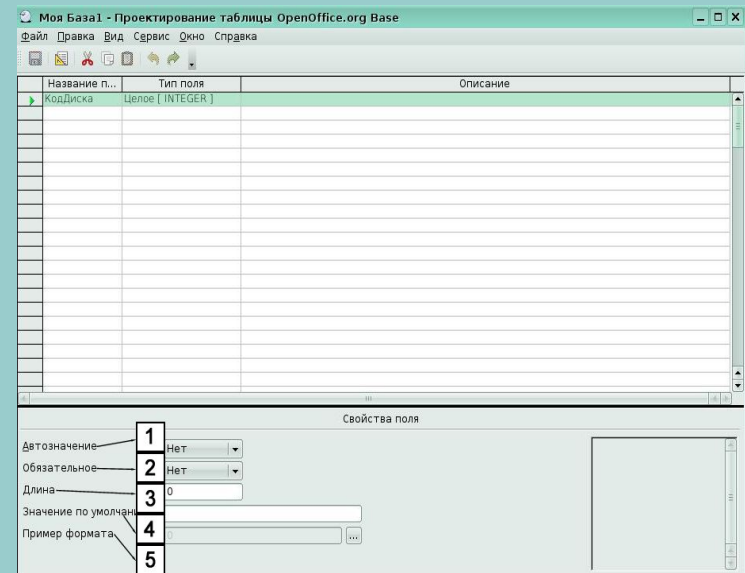 Моя База1 - Проектирование таблицы OpenOffice.org Base
Файл Правка Вид Сервис Окно Справка
Название п... Тип поля Описание
КодДиска Целое [ INTEGER ]
Свойства поля
Автозначение 1 Нет
Обязательное 2 Нет
Длина 3 0
Значение по умолчани 4
Пример формата 5 0 ...